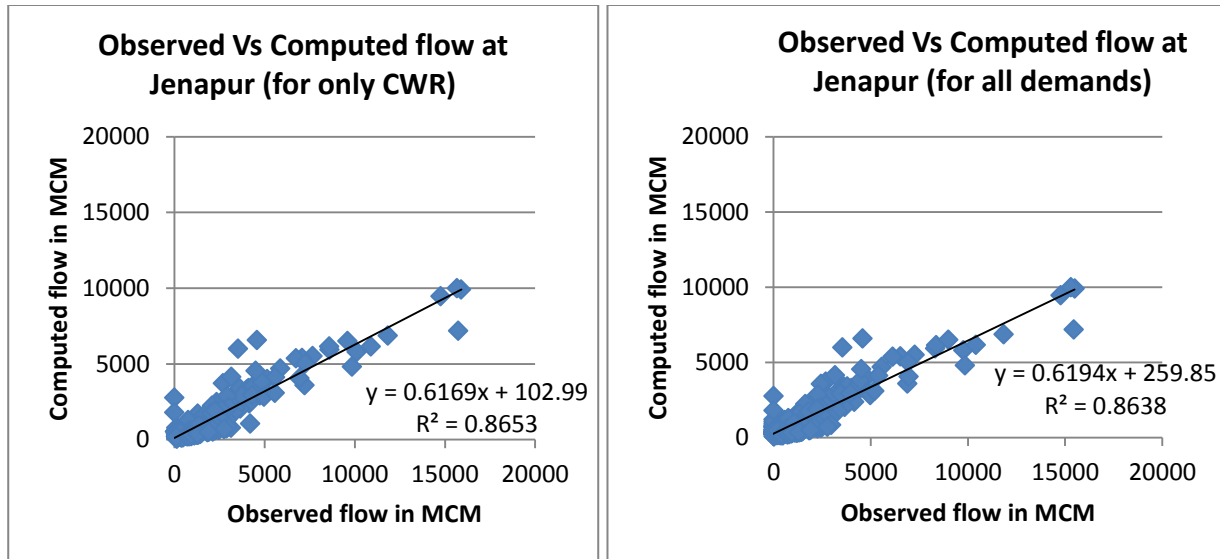 Observed Vs Computed flow at
Jenapur (for only CWR)
Computed flow in MCM
20000
15000
10000
5000
0
y = 0.6169x + 102.99
R² = 0.8653
0 5000 10000 15000 20000
Observed flow in MCM
Observed Vs Computed flow at
Jenapur (for all demands)
Computed flow in MCM
20000
15000
10000
5000
0
y = 0.6194x + 259.85
R² = 0.8638
0 5000 10000 15000 20000
Observed flow in MCM